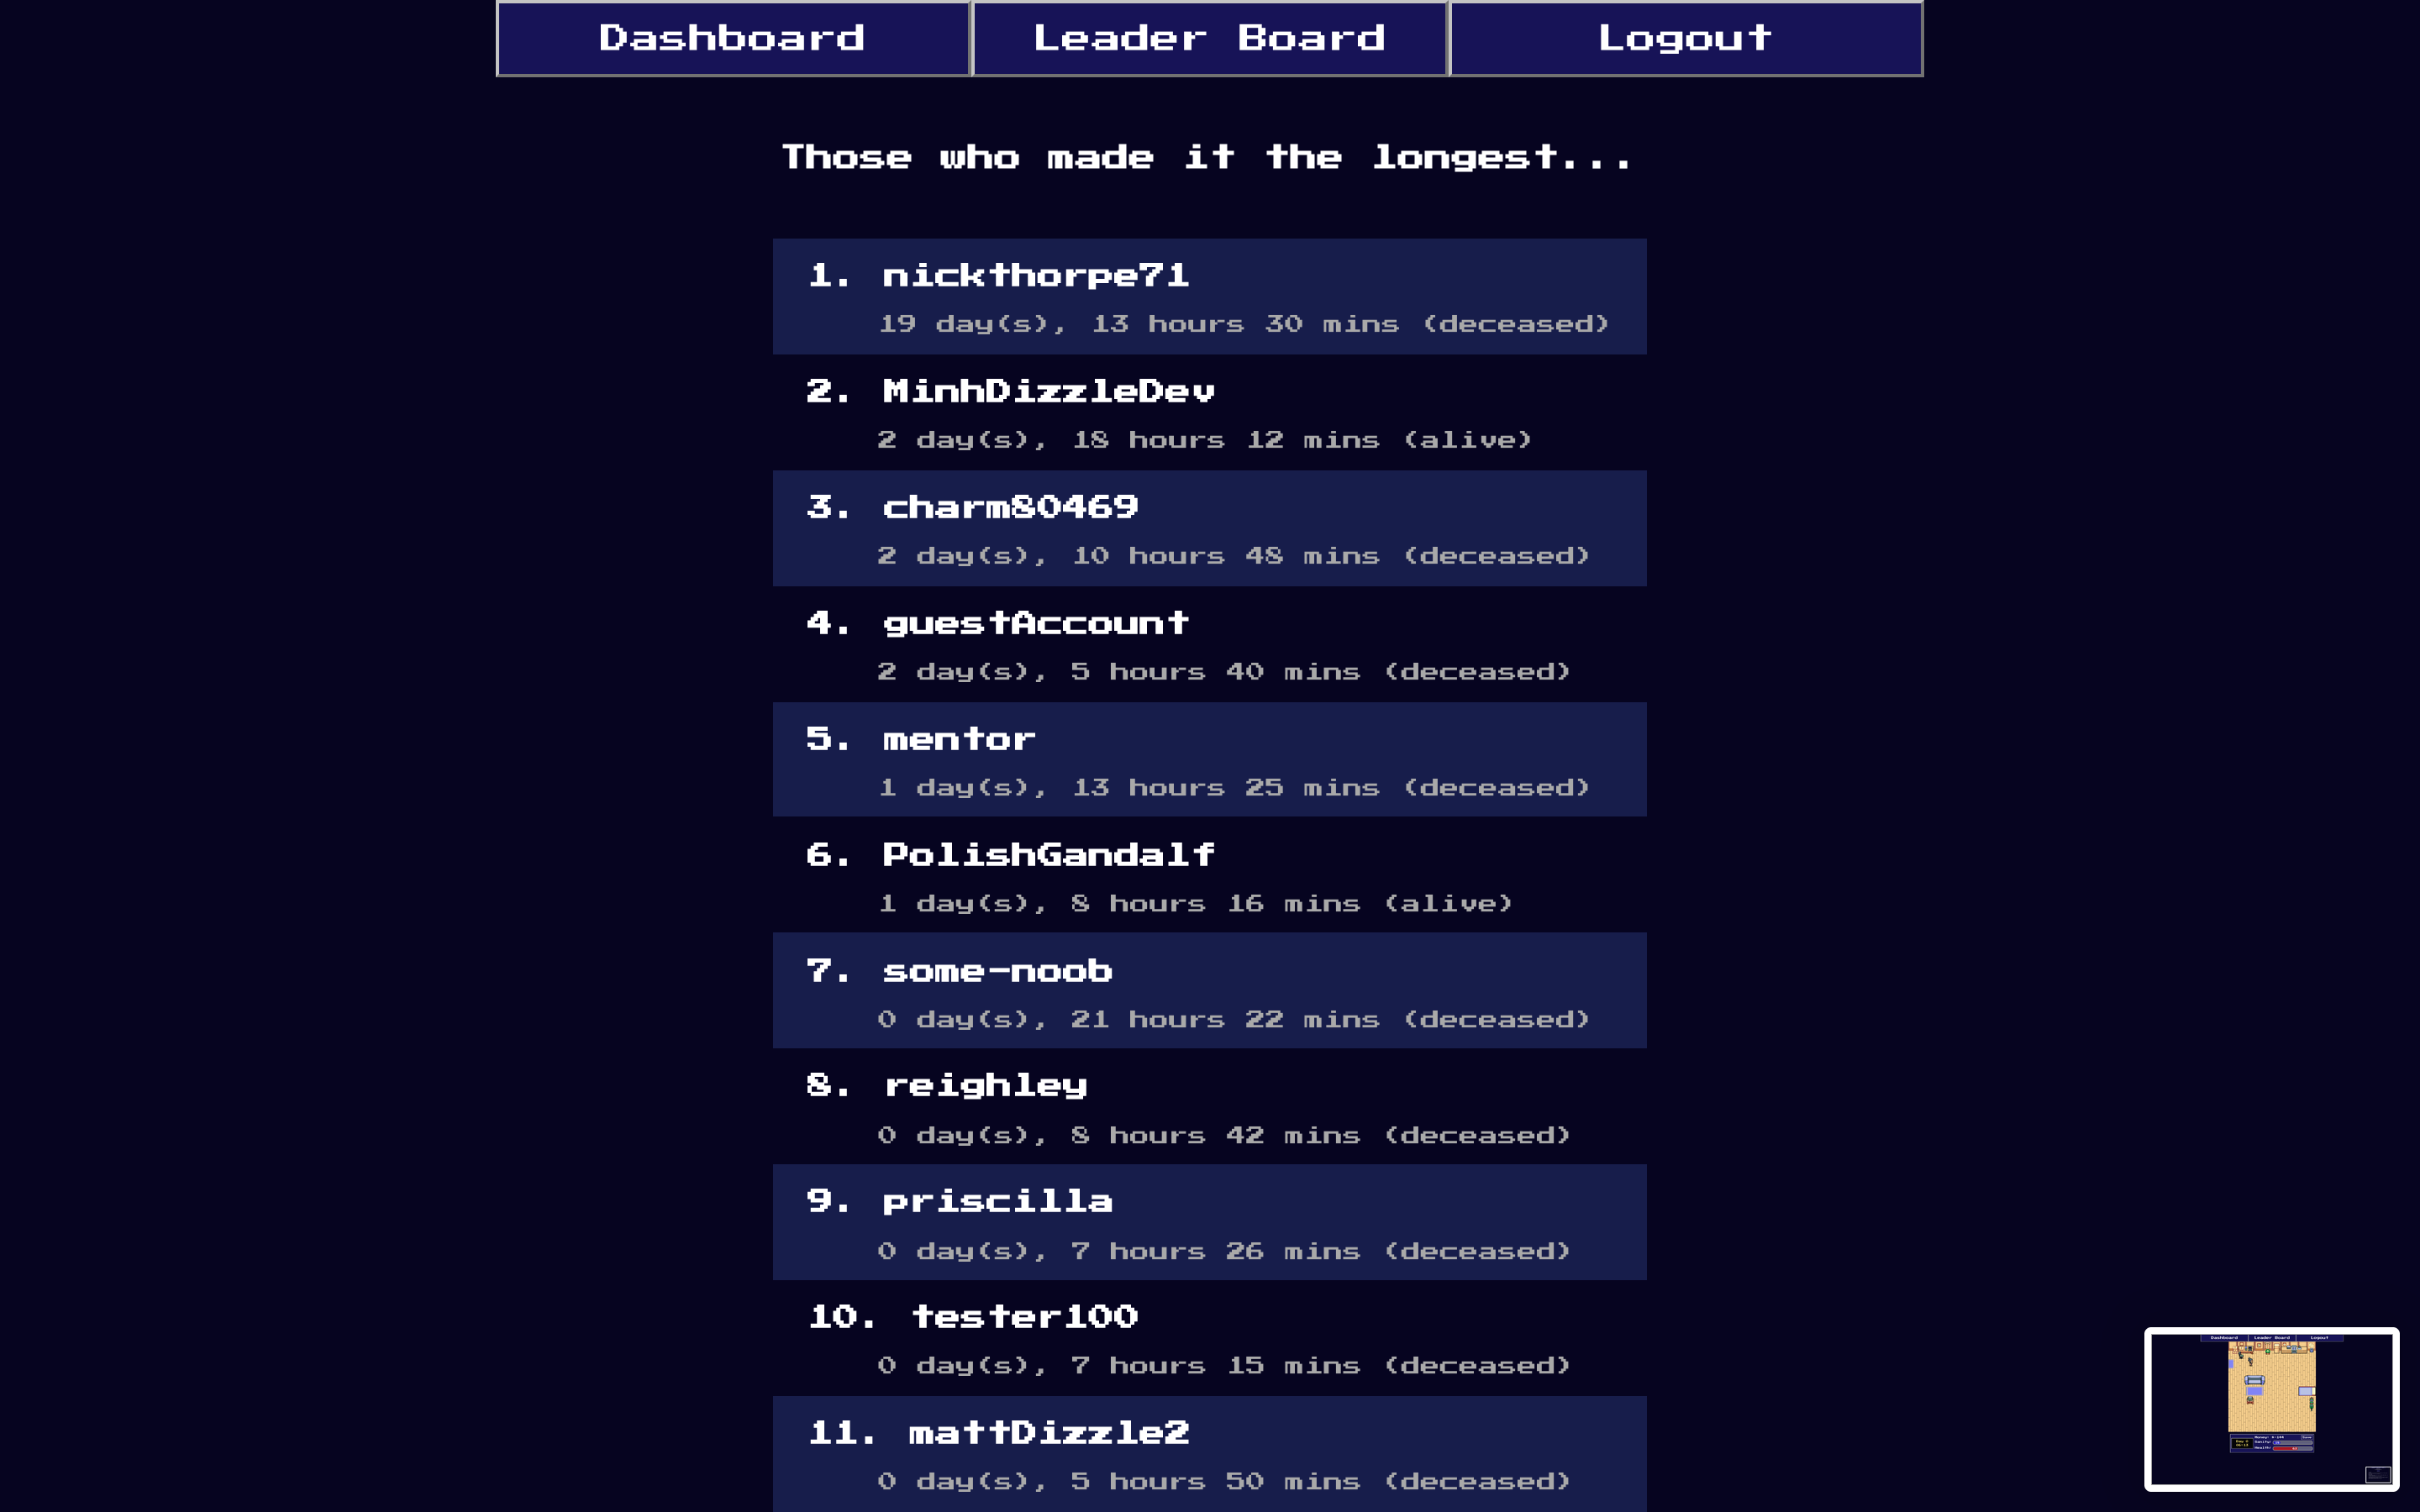 Dashboard
Leader Board
Logout
Those who made it the longest...
1. nickthorpe71
19 day(s), 13 hours 30 mins (deceased)
2. MinhDizzleDev
2 day(s), 18 hours 12 mins (alive)
3. charm80469
2 day(s), 10 hours 48 mins (deceased)
4. guestAccount
2 day(s), 5 hours 40 mins (deceased)
5. mentor
1 day(s), 13 hours 25 mins (deceased)
6. PolishGandalf
1 day(s), 8 hours 16 mins (alive)
7. some-noob
0 day(s), 21 hours 22 mins (deceased)
8. reighley
0 day(s), 8 hours 42 mins (deceased)
9. priscilla
0 day(s), 7 hours 26 mins (deceased)
10. tester100
0 day(s), 7 hours 15 mins (deceased)
11. mattDizzle2
0 day(s), 5 hours 50 mins (deceased)
Dashboard
Leader Board
Logout